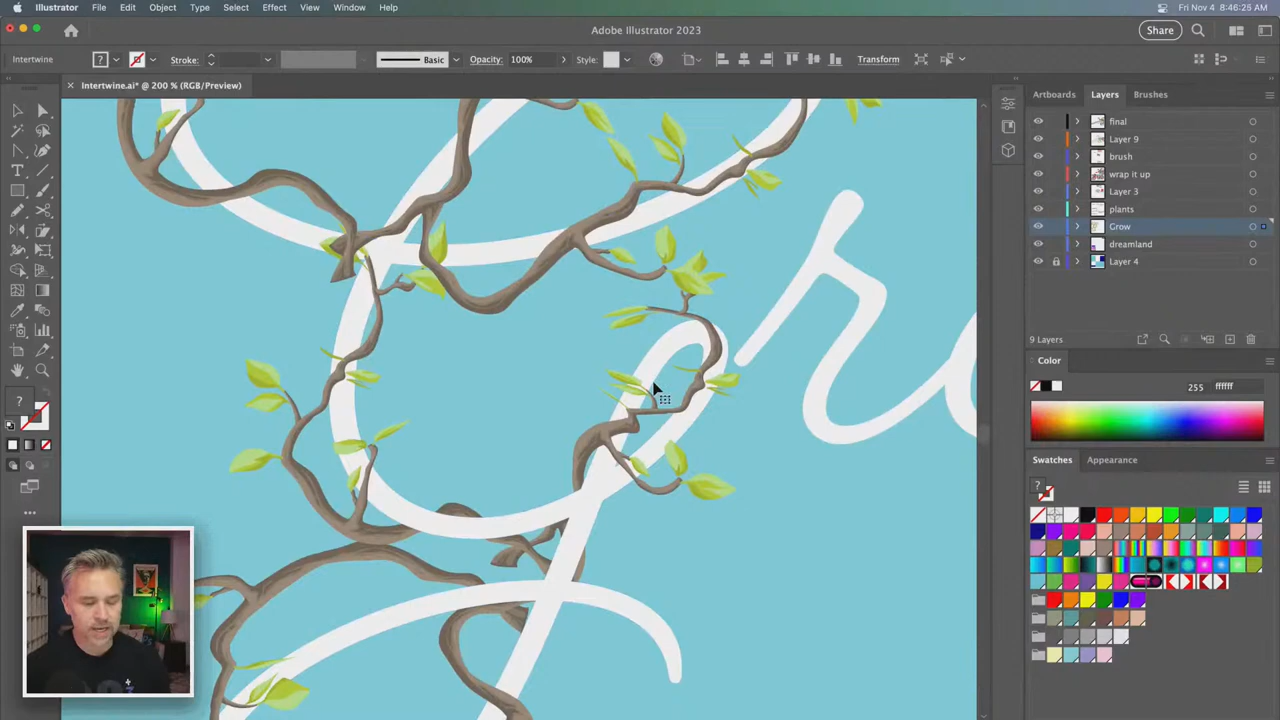 Illustrator File Edit Object Type Select Effect View Window Help Fri Nov 4 8:46:25 AM
Adobe Illustrator 2023 Share
Intertwine ? Stroke: Basic Opacity: 100% Style: Transform
× Intertwine.ai* @ 200 % (RGB/Preview)
Artboards Layers Brushes
final
Layer 9
brush
wrap it up
Layer 3
plants
Grow
dreamland
Layer 4
9 Layers
Color
255 ffffff
Swatches Appearance
?
?